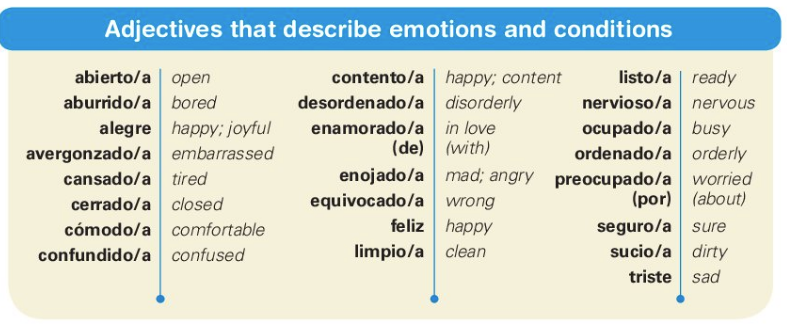 Adjectives that describe emotions and conditions
abierto/a open
aburrido/a bored
alegre happy; joyful
avergonzado/a embarrassed
cansado/a tired
cerrado/a closed
cómodo/a comfortable
confundido/a confused
contento/a happy; content
desordenado/a disorderly
enamorado/a in love
(de) (with)
enojado/a mad; angry
equivocado/a wrong
feliz happy
limpio/a clean
listo/a ready
nervioso/a nervous
ocupado/a busy
ordenado/a orderly
preocupado/a worried
(por) (about)
seguro/a sure
sucio/a dirty
triste sad